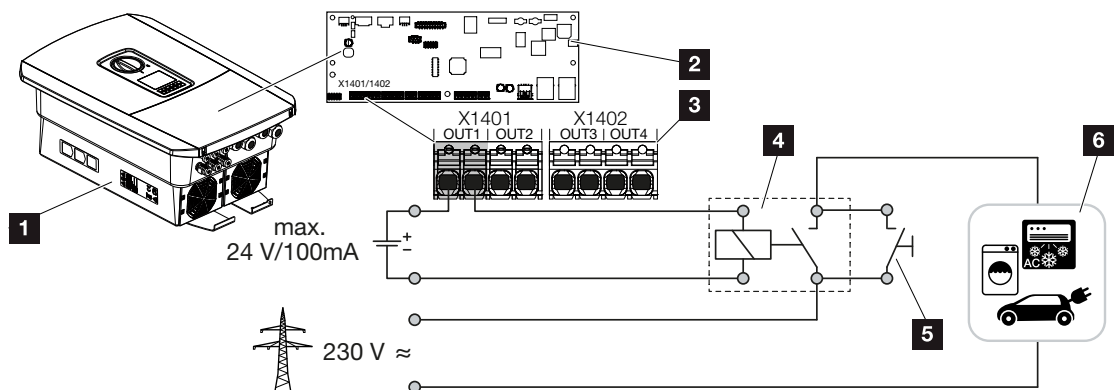 X1401/1402
2
3
X1401 X1402
OUT1 OUT2 OUT3 OUT4
4
6
1
max.
24 V/100mA
+
−
AC
5
230 V ≈